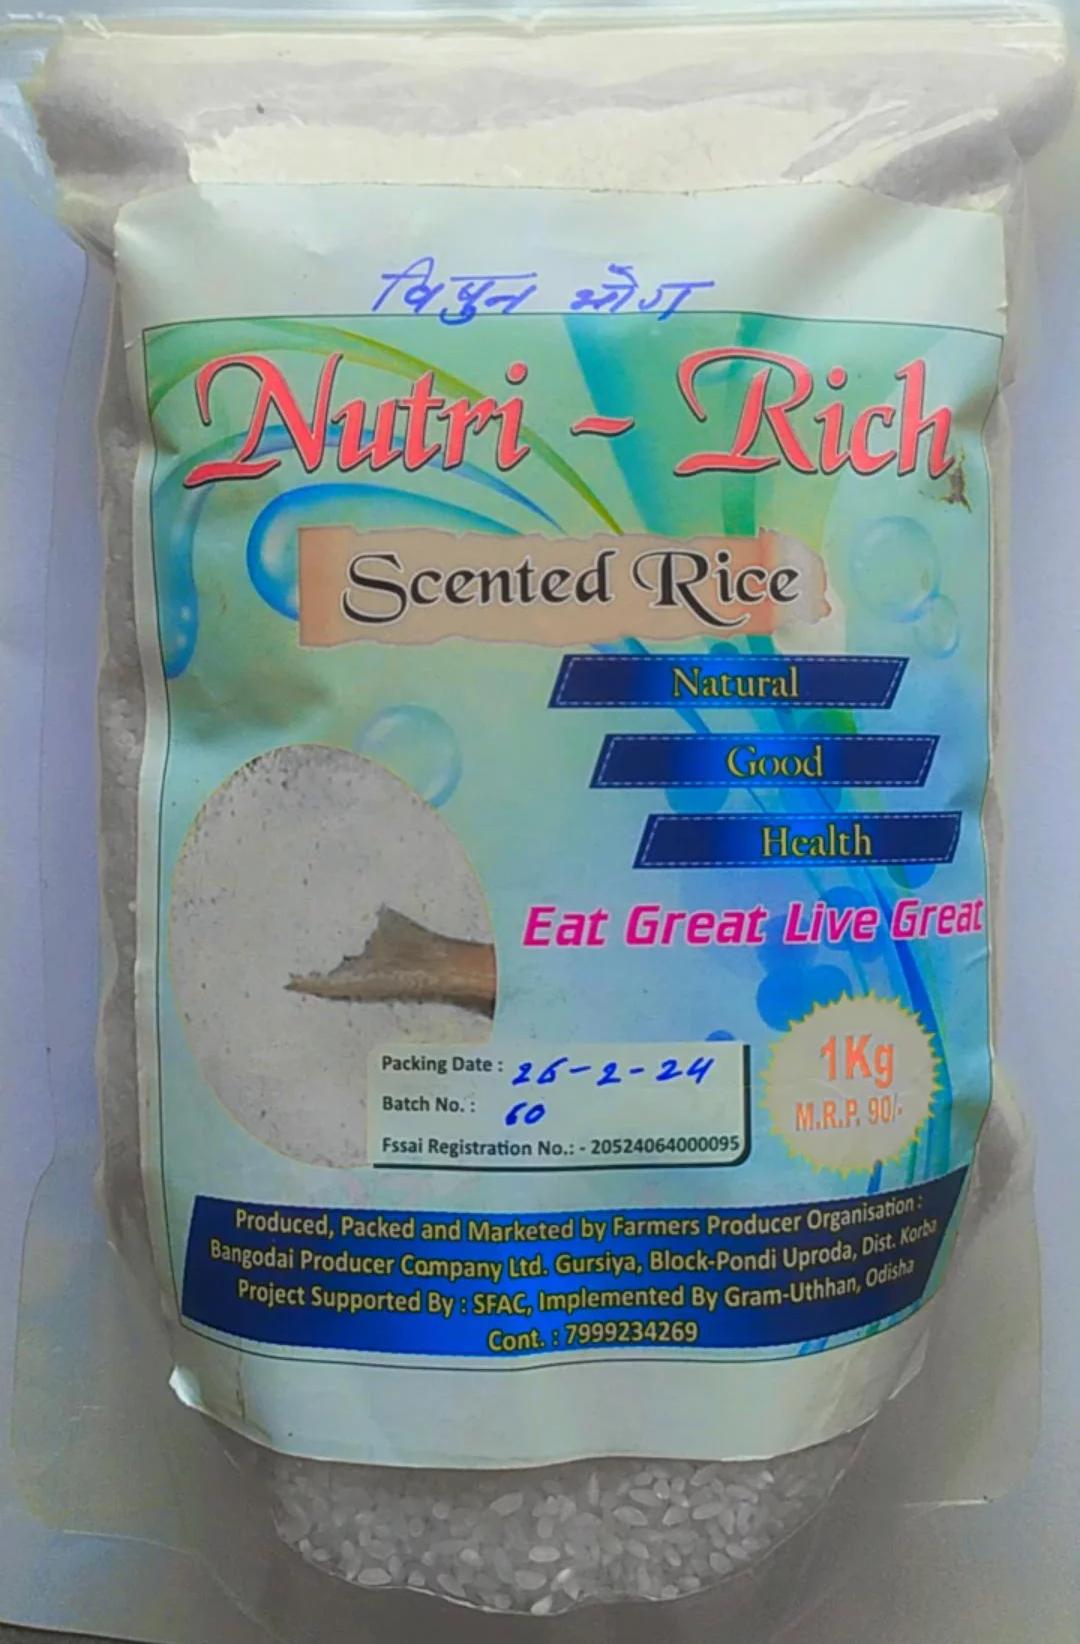 विपुन भोग
Nutri - Rich
Scented Rice
Natural
Good
Health
Eat Great Live Great
1Kg
M.R.P. 90/-
Packing Date : 26-2-24
Batch No. : 60
Fssai Registration No.: - 20524064000095
Produced, Packed and Marketed by Farmers Producer Organisation :
Bangodai Producer Company Ltd. Gursiya, Block-Pondi Uproda, Dist. Korba
Project Supported By : SFAC, Implemented By Gram-Uthhan, Odisha
Cont. : 7999234269